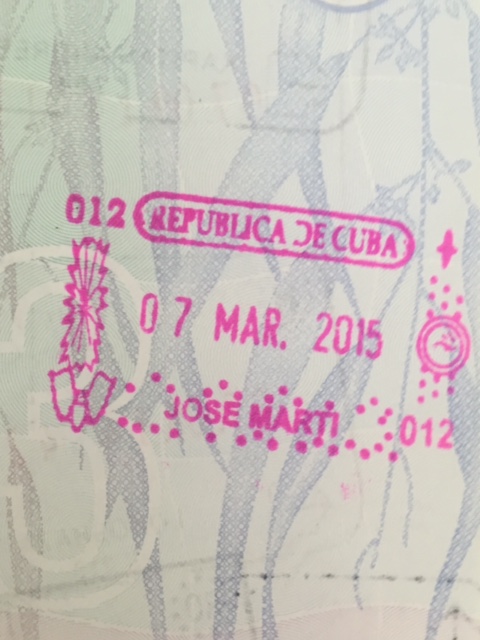 012 REPUBLICA DE CUBA
07 MAR. 2015
JOSE MARTI 012